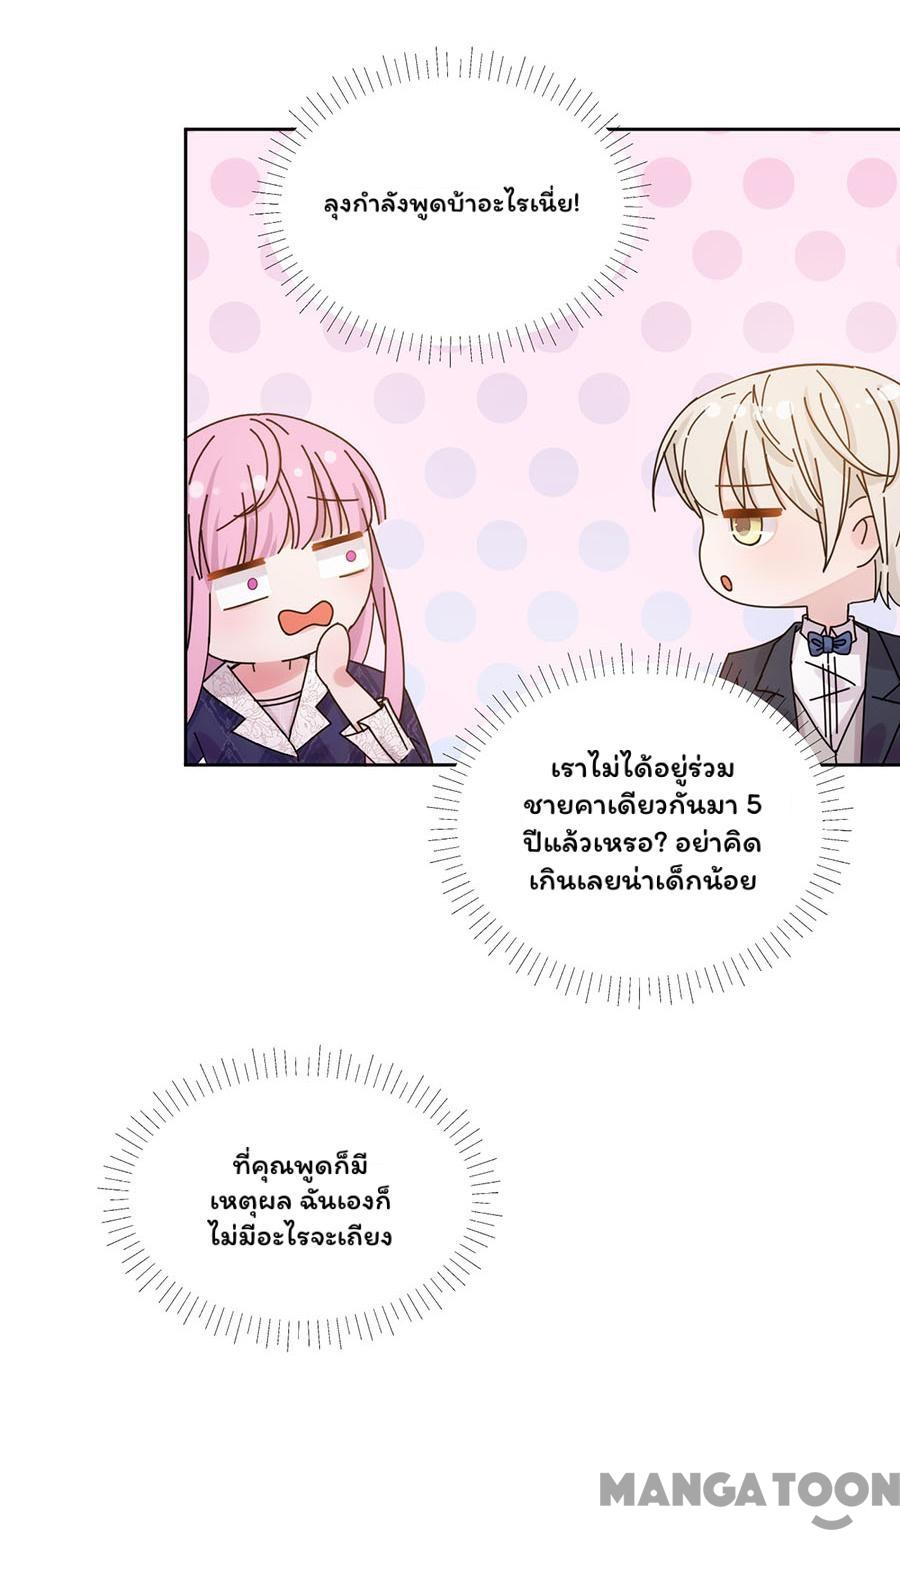 ลุงกำลังพูดบ้าอะไรเนี่ย!
เราไม่ได้อยู่ร่วม
ชายคาเดียวกันมา 5
ปีแล้วเหรอ? อย่าคิด
เกินเลยน่าเด็กน้อย
ที่คุณพูดก็มี
เหตุผล ฉันเองก็
ไม่มีอะไรจะเถียง
MANGATOON